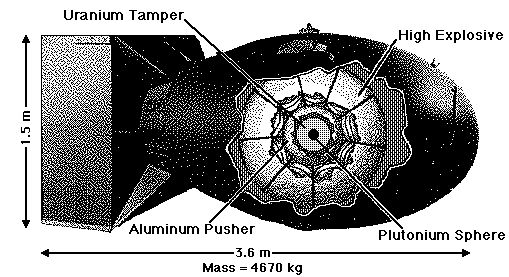 Uranium Tamper
High Explosive
1.5 m
Aluminum Pusher
Plutonium Sphere
3.6 m
Mass = 4670 kg